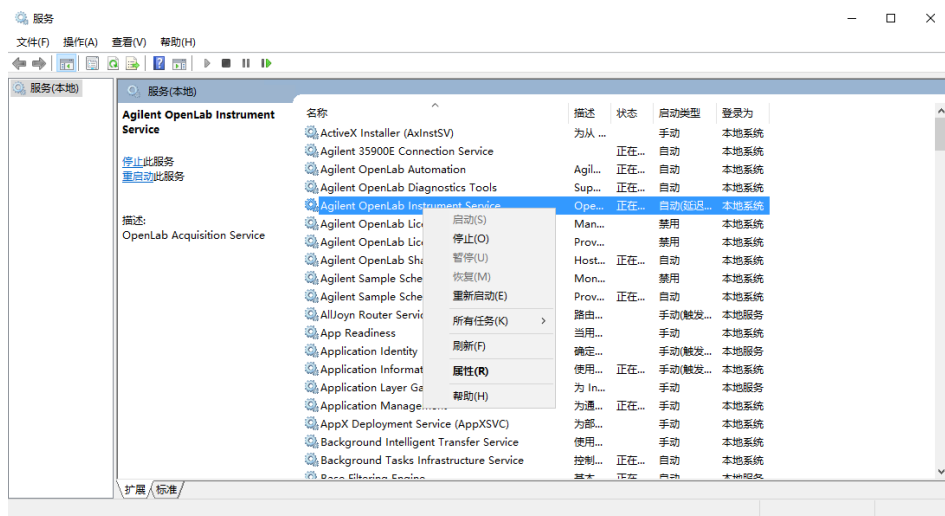 服务
文件(F) 操作(A) 查看(V) 帮助(H)
服务(本地)
服务(本地)
Agilent OpenLab Instrument Service
停止此服务
重启动此服务
描述:
OpenLab Acquisition Service
名称 描述 状态 启动类型 登录为
ActiveX Installer (AxInstSV) 为从 ... 手动 本地系统
Agilent 35900E Connection Service 正在... 自动 本地系统
Agilent OpenLab Automation Agil... 正在... 自动 本地系统
Agilent OpenLab Diagnostics Tools Sup... 正在... 自动 本地系统
Agilent OpenLab Instrument Service Ope... 正在... 自动(延迟... 本地系统
Agilent OpenLab Lic Man... 禁用 本地系统
Agilent OpenLab Lic Prov... 禁用 本地系统
Agilent OpenLab Sha Host... 正在... 自动 本地系统
Agilent Sample Sche Mon... 禁用 本地系统
Agilent Sample Sche Prov... 正在... 自动 本地系统
AllJoyn Router Servic 路由... 手动(触发... 本地服务
App Readiness 当用... 手动 本地系统
Application Identity 确定... 手动(触发... 本地服务
Application Informat 使用... 正在... 手动(触发... 本地系统
Application Layer Ga 为 In... 手动 本地服务
Application Management 为通... 正在... 手动 本地系统
AppX Deployment Service (AppXSVC) 为部... 手动 本地系统
Background Intelligent Transfer Service 使用... 手动 本地系统
Background Tasks Infrastructure Service 控制... 正在... 自动 本地系统
Base Filtering Engine 基本... 正在... 自动 本地服务
启动(S)
停止(O)
暂停(U)
恢复(M)
重新启动(E)
所有任务(K)
刷新(F)
属性(R)
帮助(H)
扩展 标准